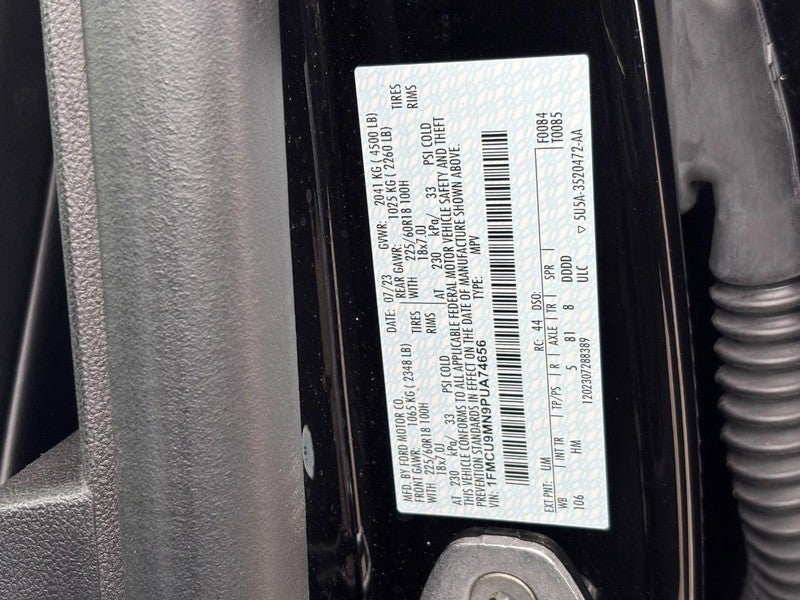 MFD. BY FORD MOTOR CO. DATE: 07/23 GVWR: 2041 KG ( 4500 LB)
FRONT GAWR: 1065 KG ( 2348 LB) REAR GAWR: 1025 KG ( 2260 LB)
WITH 225/60R18 100H TIRES WITH 225/60R18 100H TIRES
18x7.0J RIMS 18x7.0J RIMS
AT 230 kPa/ 33 PSI COLD AT 230 kPa/ 33 PSI COLD
THIS VEHICLE CONFORMS TO ALL APPLICABLE FEDERAL MOTOR VEHICLE SAFETY AND THEFT
PREVENTION STANDARDS IN EFFECT ON THE DATE OF MANUFACTURE SHOWN ABOVE.
VIN: 1FMCU9MN9PUA74656 TYPE: MPV
F0084
T0085
EXT PNT: UM RC: 44 DSO:
WB INT TR TP/PS R AXLE TR SPR
106 HM 5 81 8 DDDD
1202307288389 ULC
▽ 5U5A-3520472-AA